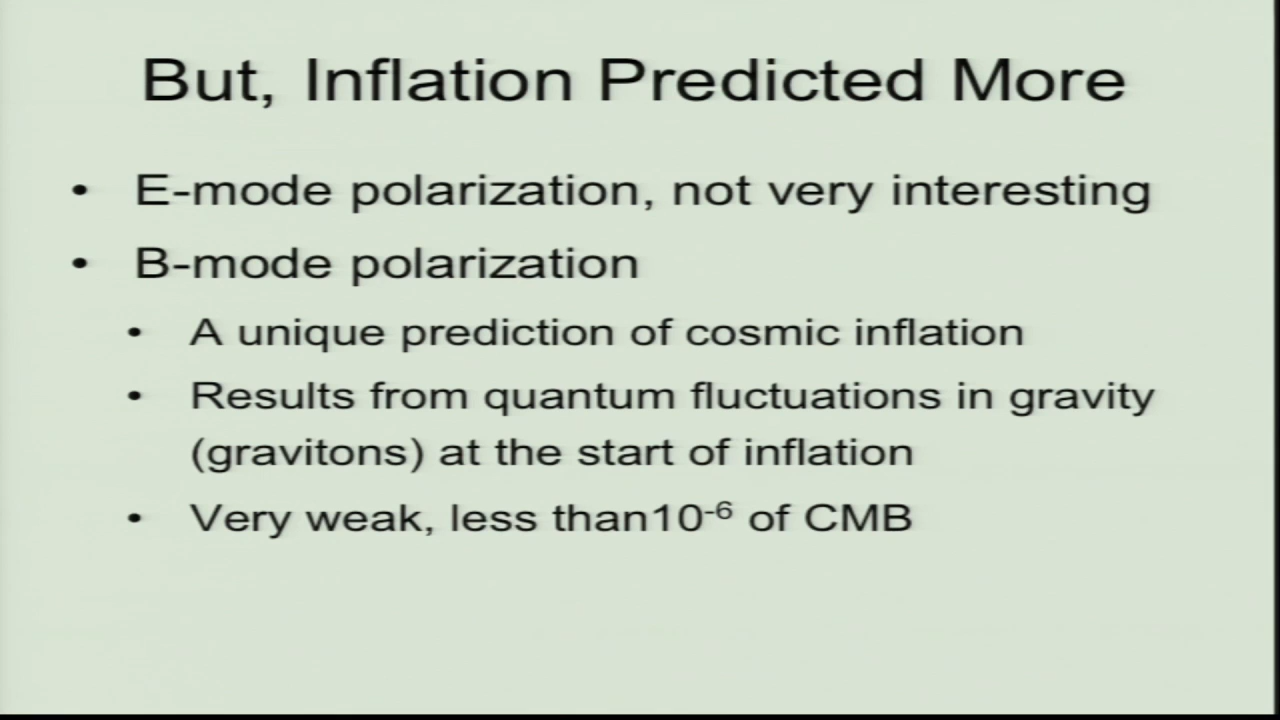 But, Inflation Predicted More
• E-mode polarization, not very interesting
• B-mode polarization
• A unique prediction of cosmic inflation
• Results from quantum fluctuations in gravity
(gravitons) at the start of inflation
• Very weak, less than10⁻⁶ of CMB